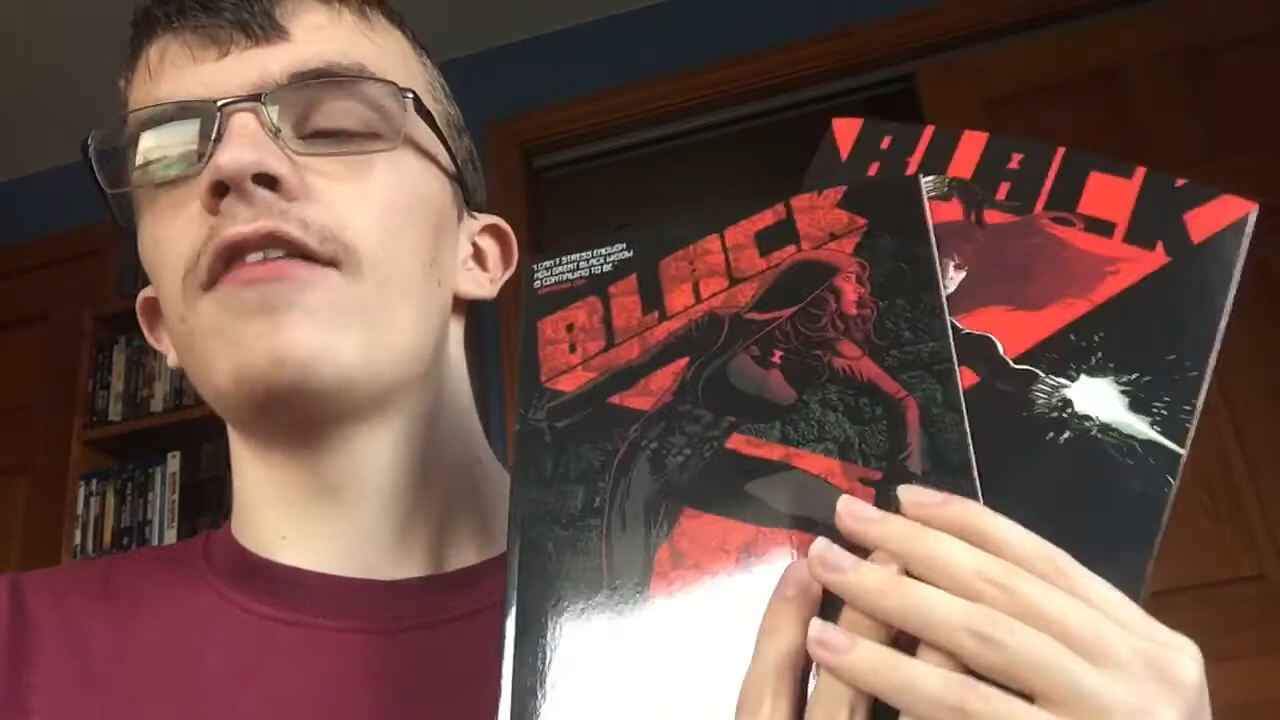 "I CAN'T STRESS ENOUGH
HOW GREAT BLACK WIDOW
IS CONTINUING TO BE"
BLACK
BLACK